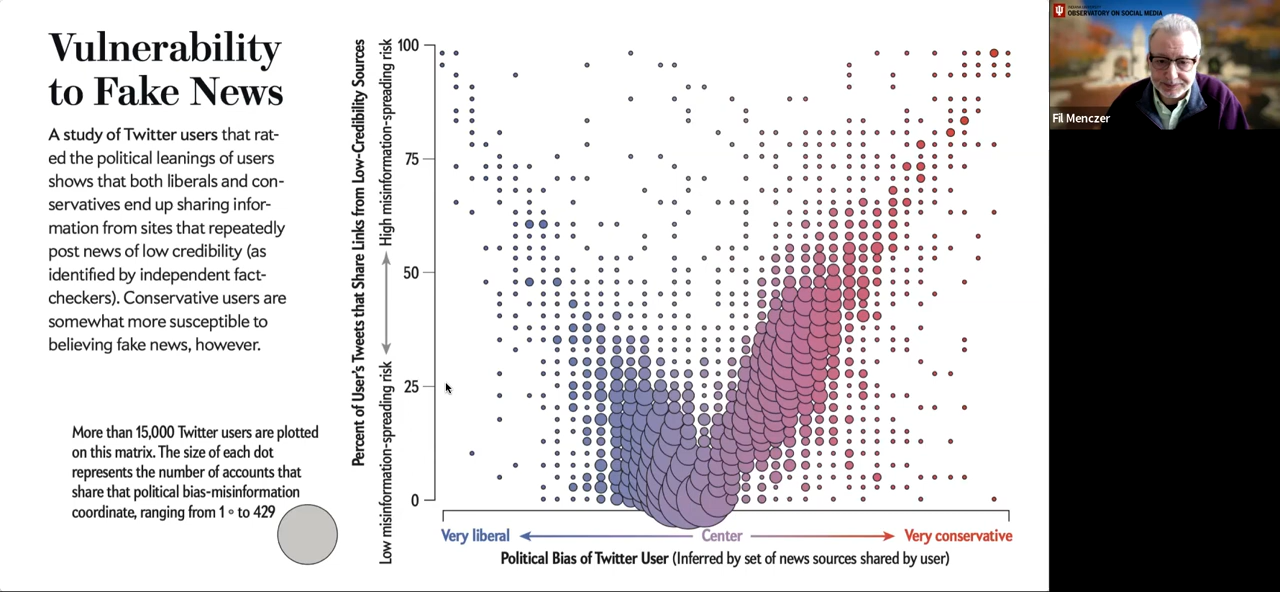 Vulnerability
to Fake News
A study of Twitter users that rat-
ed the political leanings of users
shows that both liberals and con-
servatives end up sharing infor-
mation from sites that repeatedly
post news of low credibility (as
identified by independent fact-
checkers). Conservative users are
somewhat more susceptible to
believing fake news, however.
More than 15,000 Twitter users are plotted
on this matrix. The size of each dot
represents the number of accounts that
share that political bias-misinformation
coordinate, ranging from 1 to 429
Percent of User's Tweets that Share Links from Low-Credibility Sources
High misinformation-spreading risk
Low misinformation-spreading risk
100
75
50
25
0
Very liberal
Center
Very conservative
Political Bias of Twitter User (Inferred by set of news sources shared by user)
INDIANA UNIVERSITY
OBSERVATORY ON SOCIAL MEDIA
Fil Menczer